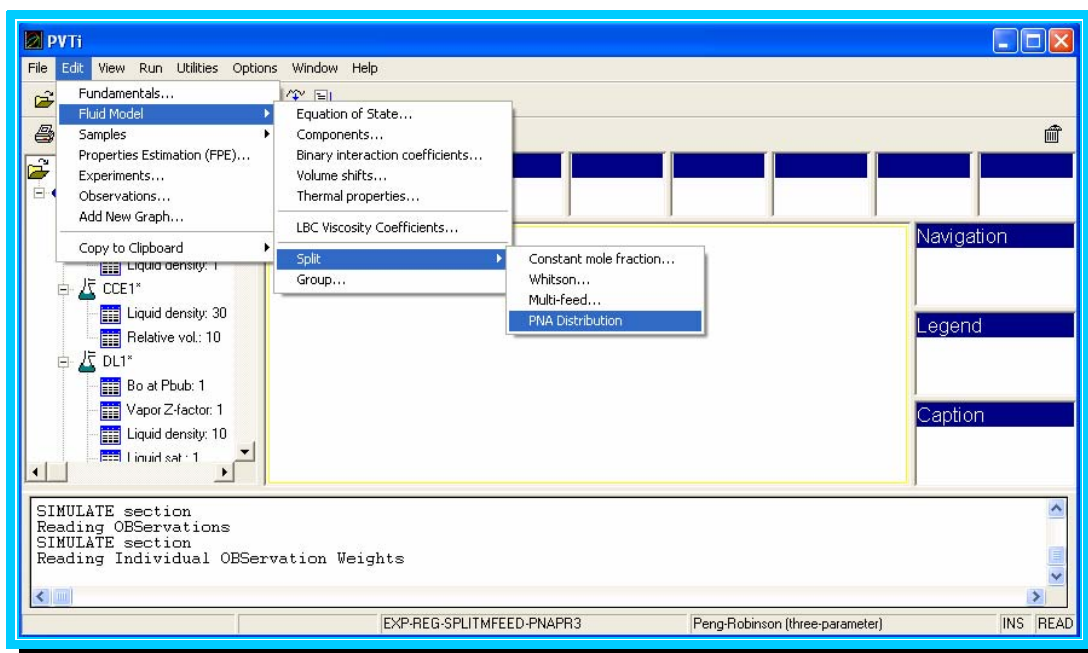 PVTi
File Edit View Run Utilities Options Window Help
Fundamentals...
Fluid Model
Samples
Properties Estimation (FPE)...
Experiments...
Observations...
Add New Graph...
Copy to Clipboard
Equation of State...
Components...
Binary interaction coefficients...
Volume shifts...
Thermal properties...
LBC Viscosity Coefficients...
Split
Group...
Constant mole fraction...
Whitson...
Multi-feed...
PNA Distribution
Liquid density: 1
CCE1*
Liquid density: 30
Relative vol.: 10
DL1*
Bo at Pbub: 1
Vapor Z-factor: 1
Liquid density: 10
Liquid sat.: 1
Navigation
Legend
Caption
SIMULATE section
Reading OBServations
SIMULATE section
Reading Individual OBServation Weights
EXP-REG-SPLITMFEED-PNAPR3 Peng-Robinson (three-parameter) INS READ